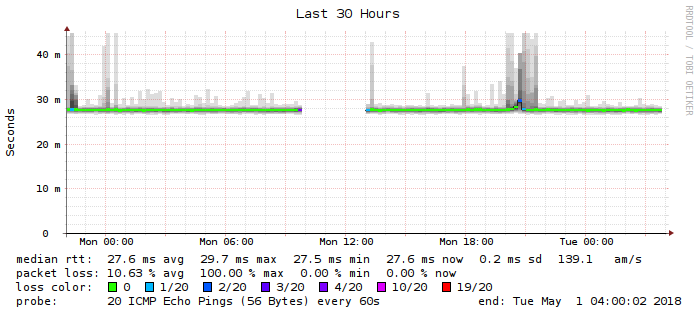 Last 30 Hours
RRDTOOL / TOBI OETIKER
Seconds
40 m
30 m
20 m
10 m
0
Mon 00:00 Mon 06:00 Mon 12:00 Mon 18:00 Tue 00:00
median rtt: 27.6 ms avg 29.7 ms max 27.5 ms min 27.6 ms now 0.2 ms sd 139.1 am/s
packet loss: 10.63 % avg 100.00 % max 0.00 % min 0.00 % now
loss color: 0 1/20 2/20 3/20 4/20 10/20 19/20
probe: 20 ICMP Echo Pings (56 Bytes) every 60s end: Tue May 1 04:00:02 2018